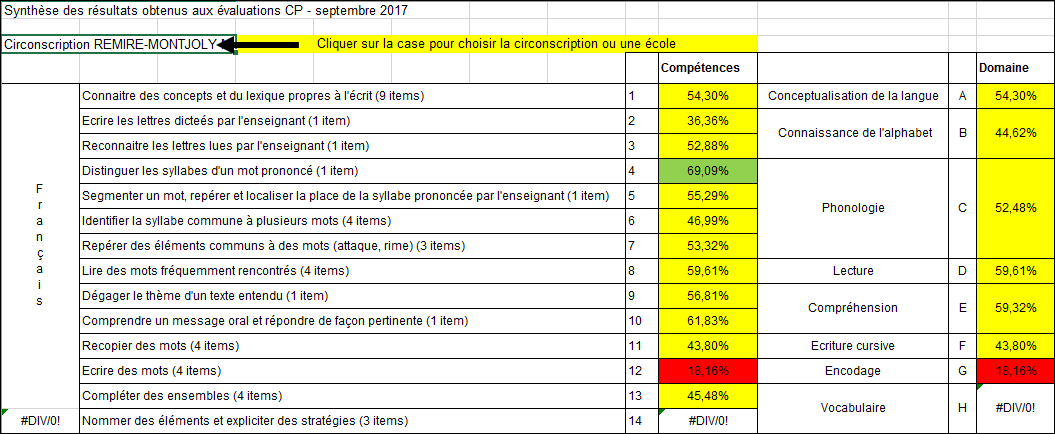 Synthèse des résultats obtenus aux évaluations CP - septembre 2017
Circonscription REMIRE-MONTJOLY
Cliquer sur la case pour choisir la circonscription ou une école
Compétences Domaine
Connaitre des concepts et du lexique propres à l'écrit (9 items) 1 54,30% Conceptualisation de la langue A 54,30%
Ecrire les lettres dicteés par l'enseignant (1 item) 2 36,36%
Connaissance de l'alphabet B 44,62%
Reconnaitre les lettres lues par l'enseignant (1 item) 3 52,88%
Distinguer les syllabes d'un mot prononcé (1 item) 4 69,09%
Segmenter un mot, repérer et localiser la place de la syllabe prononcée par l'enseignant (1 item) 5 55,29%
Phonologie C 52,48%
Identifier la syllabe commune à plusieurs mots (4 items) 6 46,99%
Repérer des éléments communs à des mots (attaque, rime) (3 items) 7 53,32%
Français
Lire des mots fréquemment rencontrés (4 items) 8 59,61% Lecture D 59,61%
Dégager le thème d'un texte entendu (1 item) 9 56,81%
Compréhension E 59,32%
Comprendre un message oral et répondre de façon pertinente (1 item) 10 61,83%
Recopier des mots (4 items) 11 43,80% Ecriture cursive F 43,80%
Ecrire des mots (4 items) 12 18,16% Encodage G 18,16%
Compléter des ensembles (4 items) 13 45,48%
Vocabulaire H #DIV/0!
#DIV/0! Nommer des éléments et expliciter des stratégies (3 items) 14 #DIV/0!